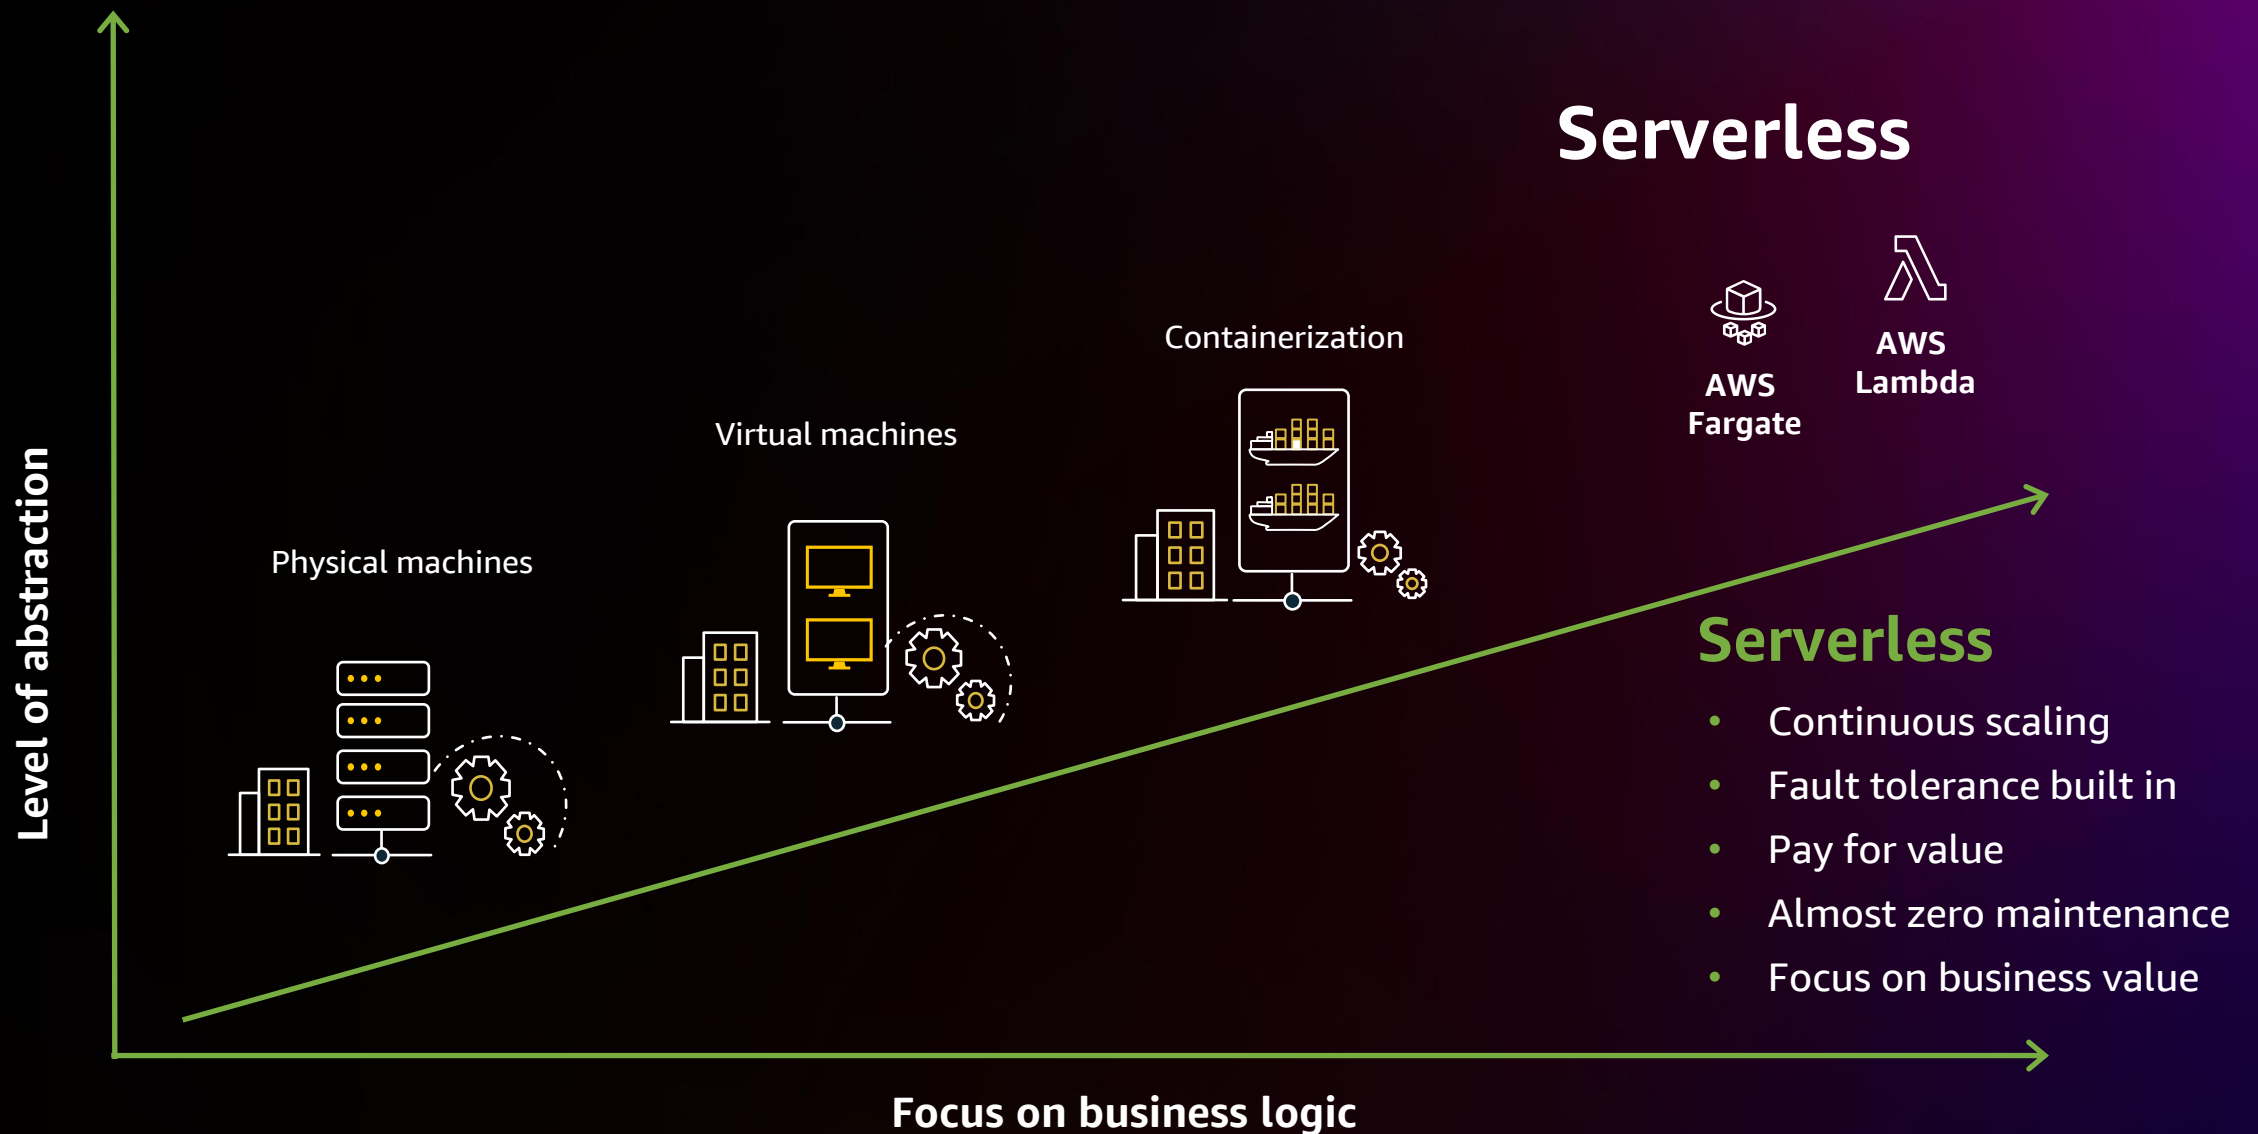 Serverless
AWS
Lambda
AWS
Fargate
Containerization
Virtual machines
Physical machines
Level of abstraction
Serverless
• Continuous scaling
• Fault tolerance built in
• Pay for value
• Almost zero maintenance
• Focus on business value
Focus on business logic